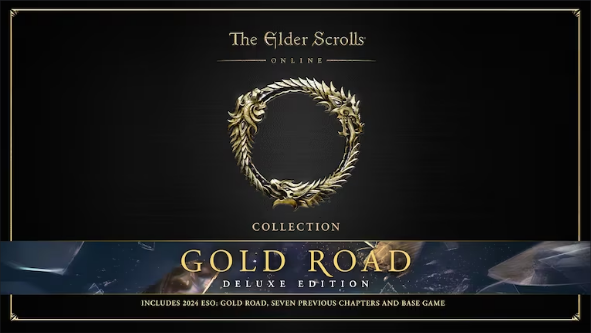 The Elder Scrolls
ONLINE
COLLECTION
GOLD ROAD
DELUXE EDITION
INCLUDES 2024 ESO: GOLD ROAD, SEVEN PREVIOUS CHAPTERS AND BASE GAME